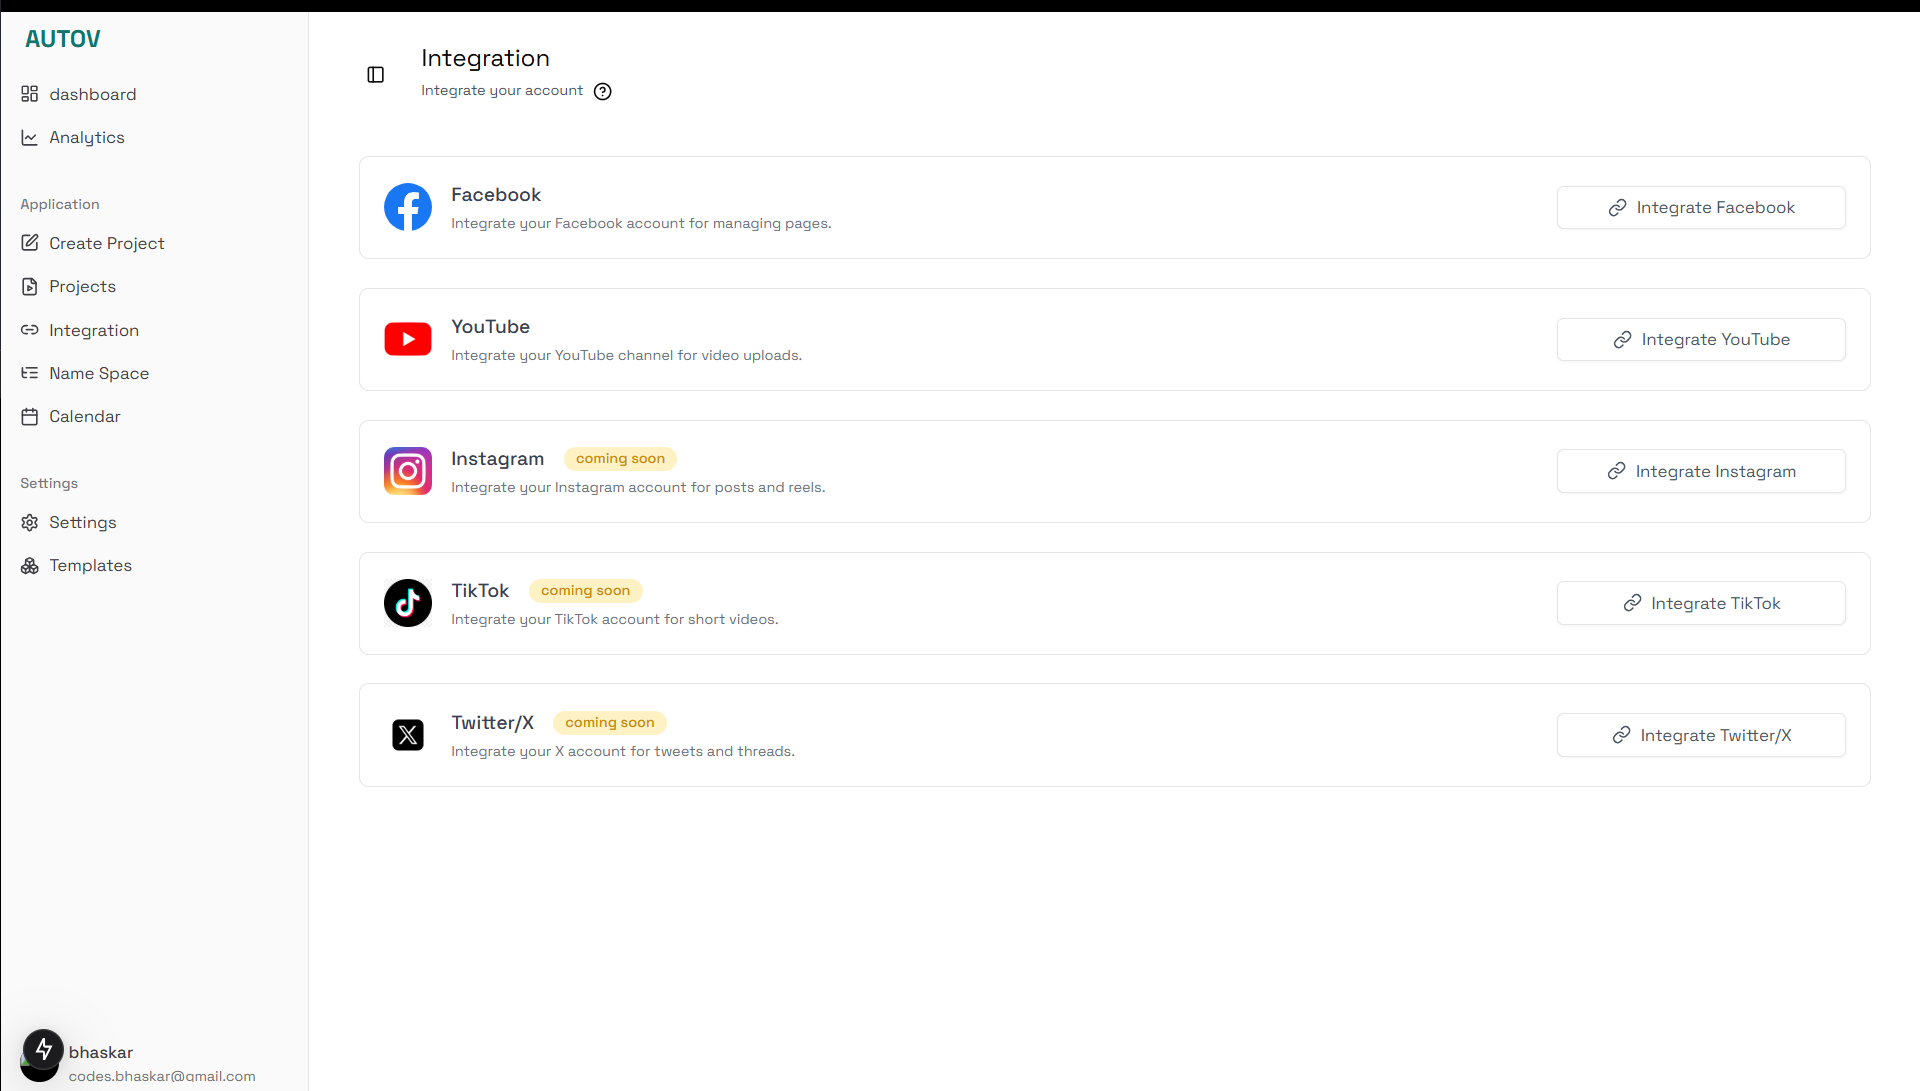 AUTOV
dashboard
Analytics
Application
Create Project
Projects
Integration
Name Space
Calendar
Settings
Settings
Templates
bhaskar
codes.bhaskar@gmail.com
Integration
Integrate your account
Facebook
Integrate your Facebook account for managing pages.
Integrate Facebook
YouTube
Integrate your YouTube channel for video uploads.
Integrate YouTube
Instagram coming soon
Integrate your Instagram account for posts and reels.
Integrate Instagram
TikTok coming soon
Integrate your TikTok account for short videos.
Integrate TikTok
Twitter/X coming soon
Integrate your X account for tweets and threads.
Integrate Twitter/X